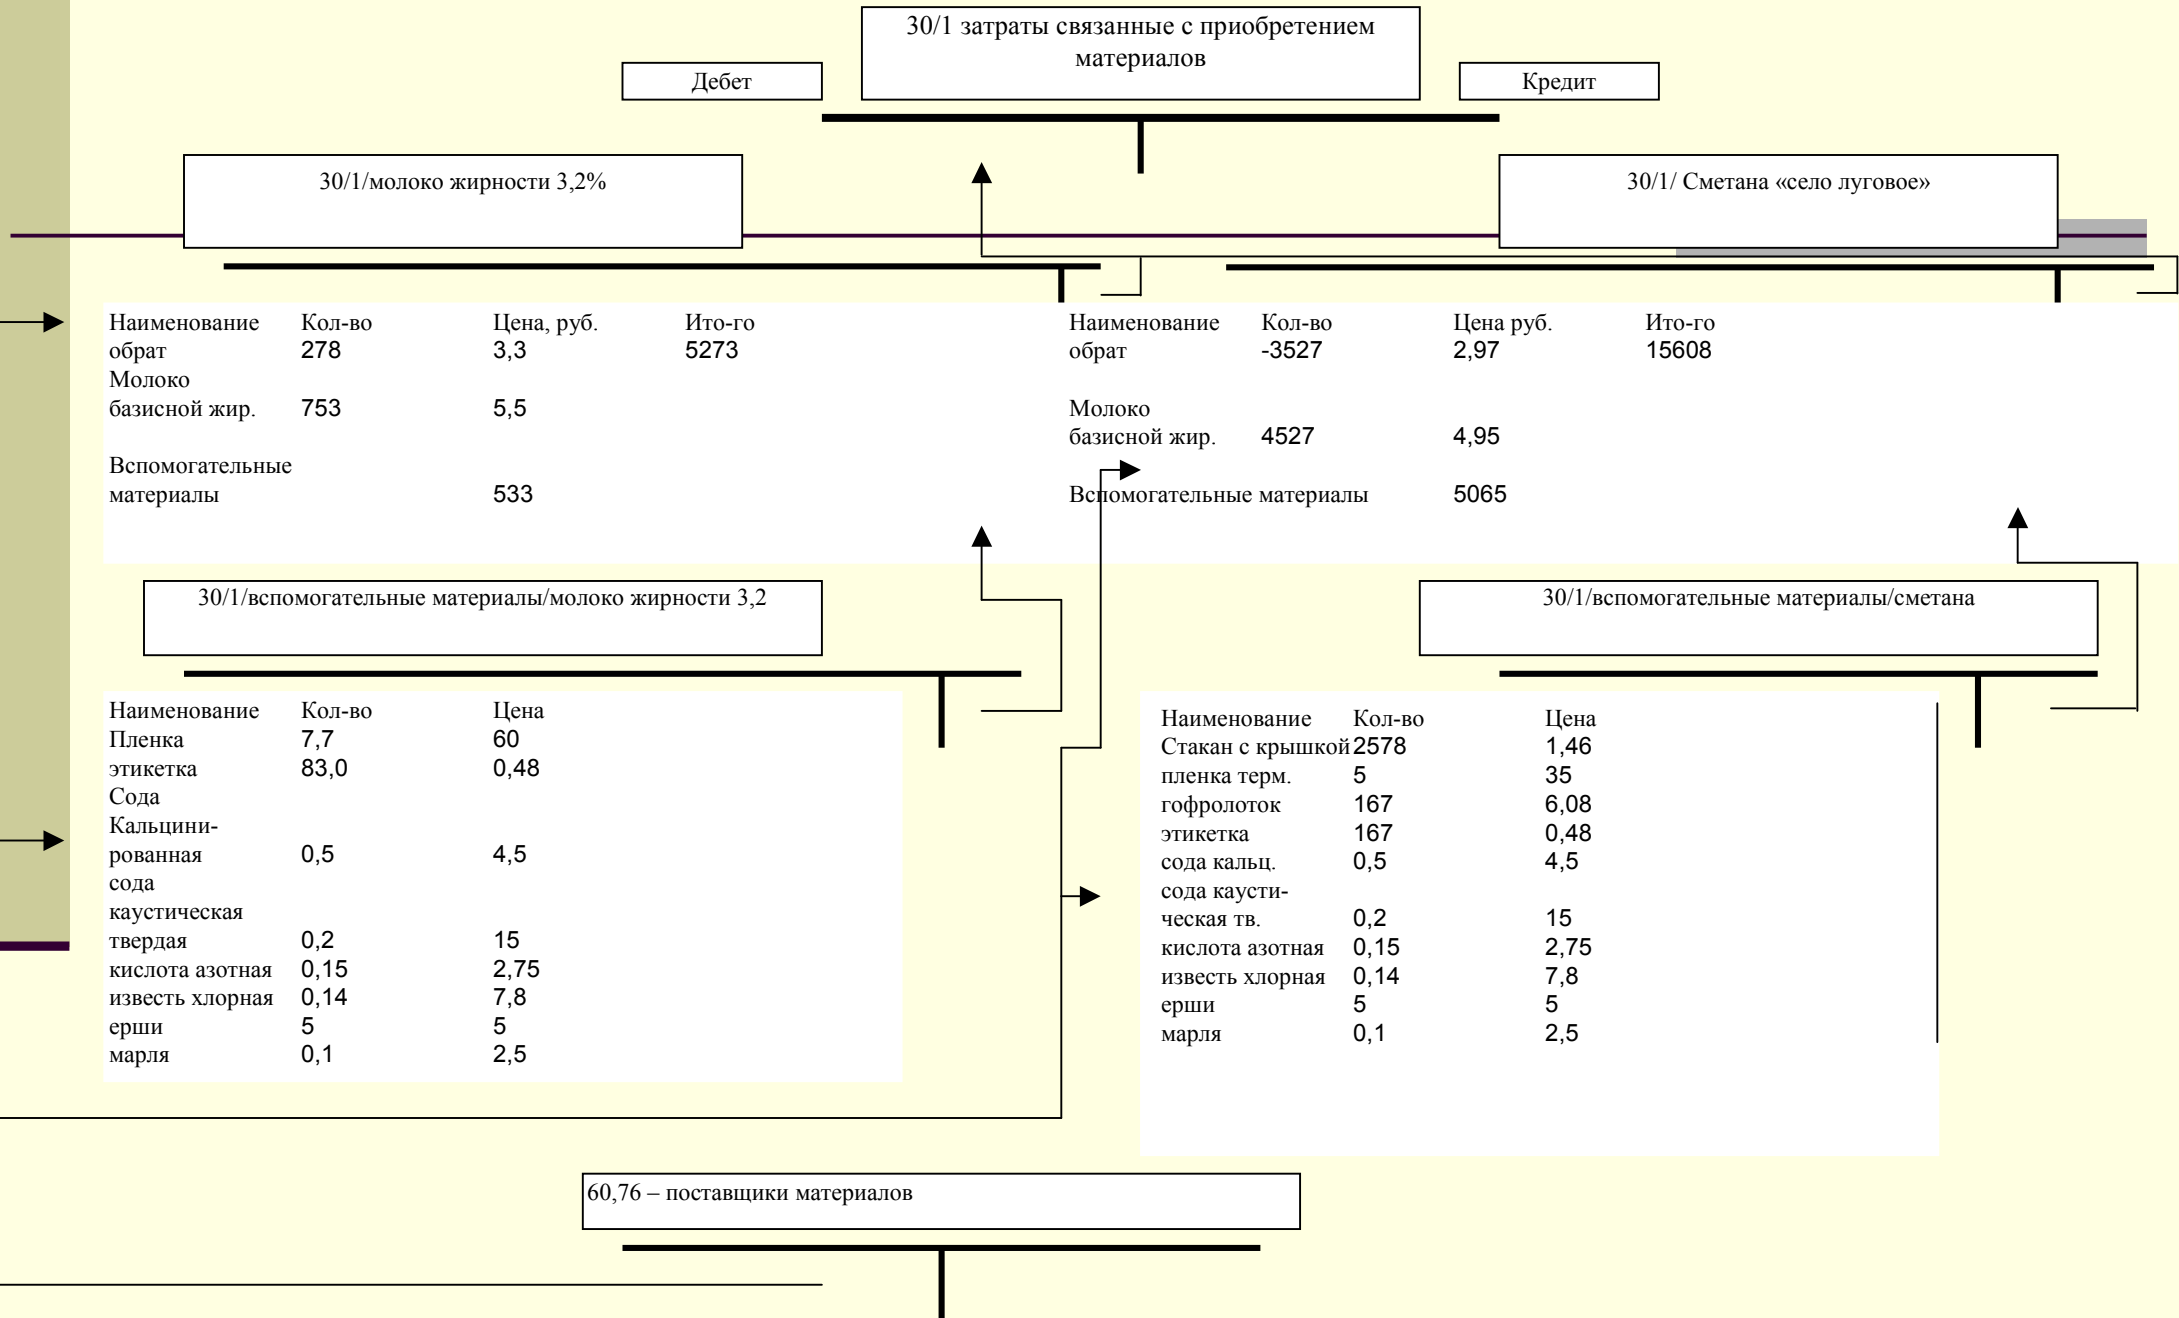 30/1 затраты связанные с приобретением
материалов
Дебет
Кредит
30/1/молоко жирности 3,2%
30/1/ Сметана «село луговое»
Наименование Кол-во Цена, руб. Ито-го
обрат 278 3,3 5273
Молоко
базисной жир. 753 5,5
Вспомогательные
материалы 533
Наименование Кол-во Цена руб. Ито-го
обрат -3527 2,97 15608
Молоко
базисной жир. 4527 4,95
Вспомогательные материалы 5065
30/1/вспомогательные материалы/молоко жирности 3,2
30/1/вспомогательные материалы/сметана
Наименование Кол-во Цена
Пленка 7,7 60
этикетка 83,0 0,48
Сода
Кальцини-
рованная 0,5 4,5
сода
каустическая
твердая 0,2 15
кислота азотная 0,15 2,75
известь хлорная 0,14 7,8
ерши 5 5
марля 0,1 2,5
Наименование Кол-во Цена
Стакан с крышкой 2578 1,46
пленка терм. 5 35
гофролоток 167 6,08
этикетка 167 0,48
сода кальц. 0,5 4,5
сода каусти-
ческая тв. 0,2 15
кислота азотная 0,15 2,75
известь хлорная 0,14 7,8
ерши 5 5
марля 0,1 2,5
60,76 – поставщики материалов